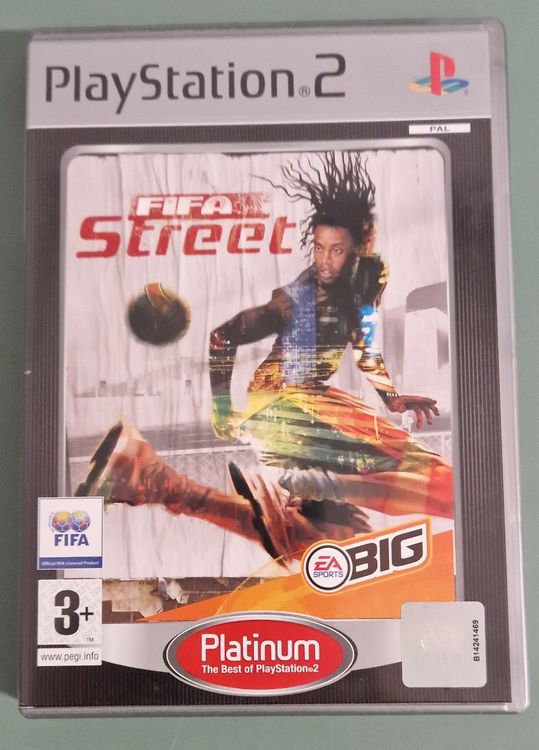 PlayStation®2
PAL
FIFA
Street
FIFA
Official FIFA Licensed Product
EA
SPORTS
BIG
3+
TM
www.pegi.info
Platinum
The Best of PlayStation®2
B14241469